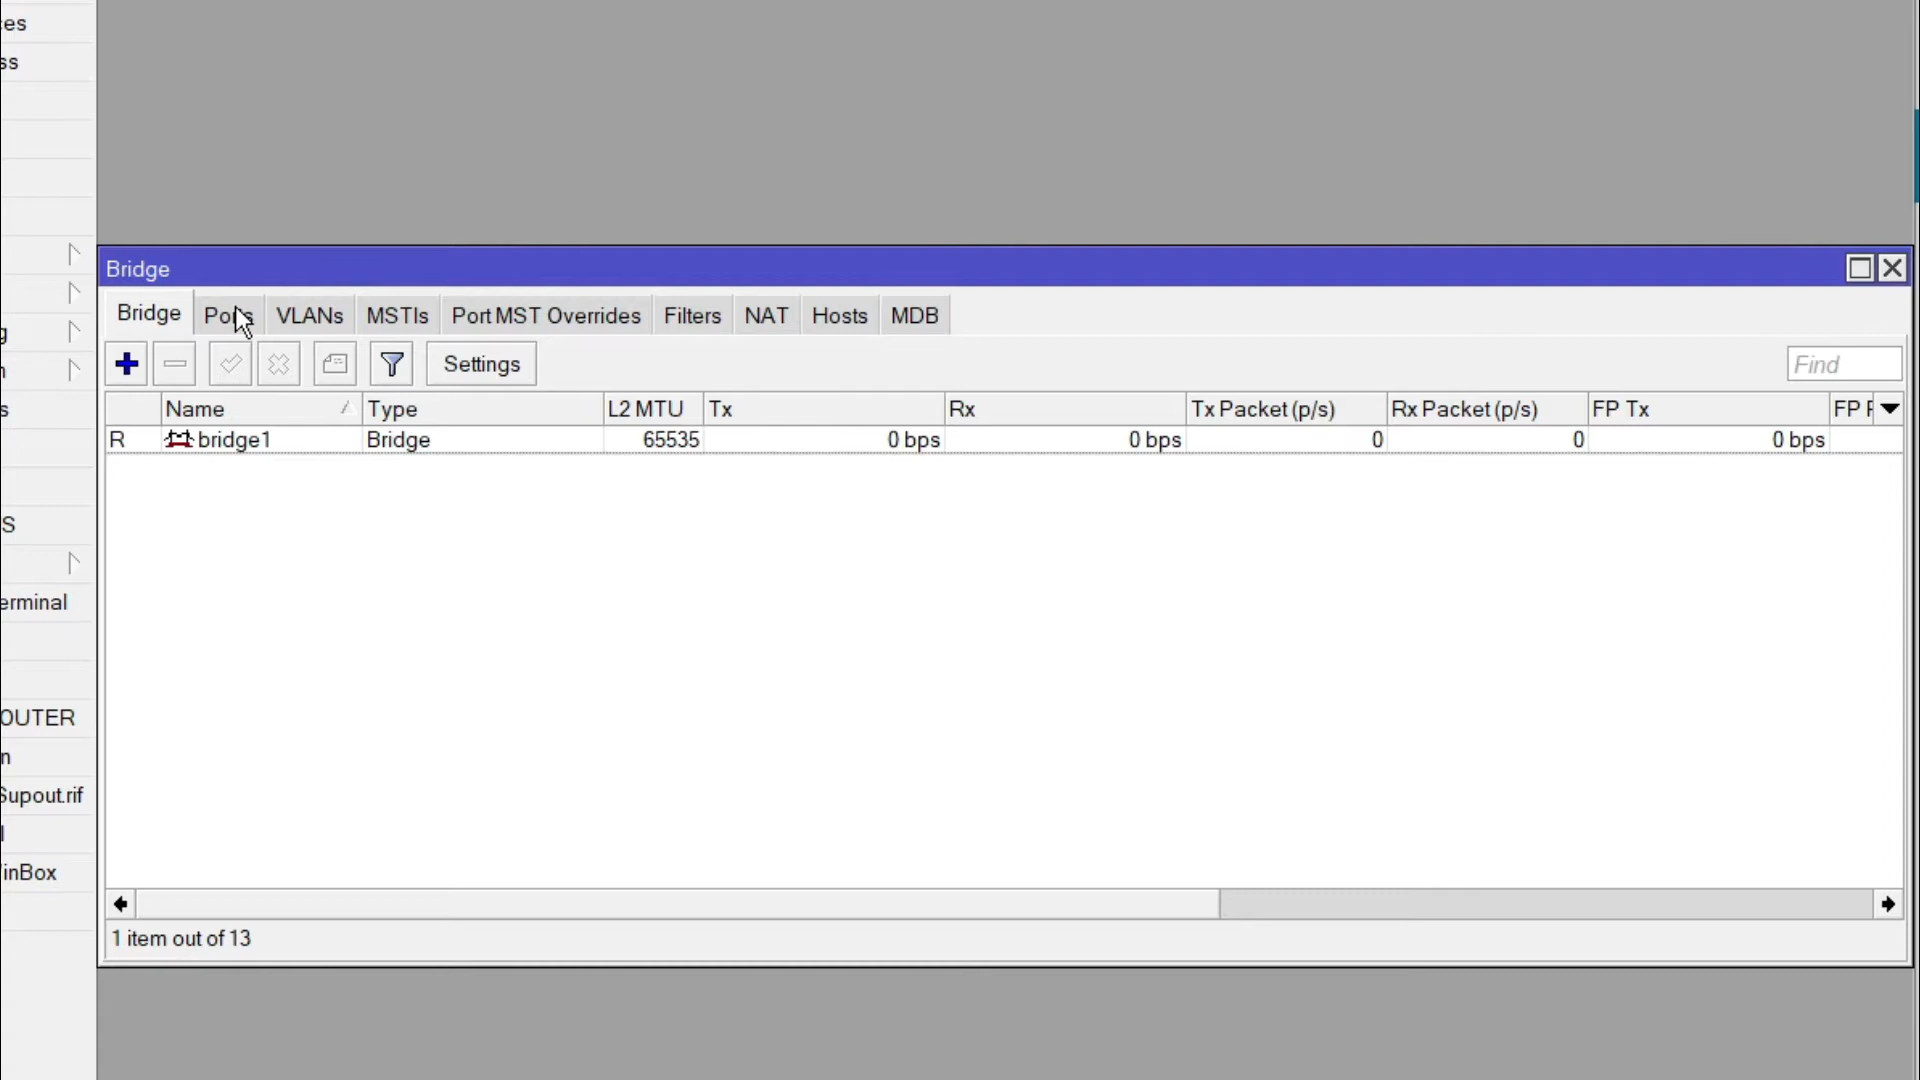 ces
ss
g
n
s
S
erminal
OUTER
n
Supout.rif
l
inBox
Bridge
Bridge Ports VLANs MSTIs Port MST Overrides Filters NAT Hosts MDB
Settings Find
Name Type L2 MTU Tx Rx Tx Packet (p/s) Rx Packet (p/s) FP Tx FP
R bridge1 Bridge 65535 0 bps 0 bps 0 0 0 bps
1 item out of 13